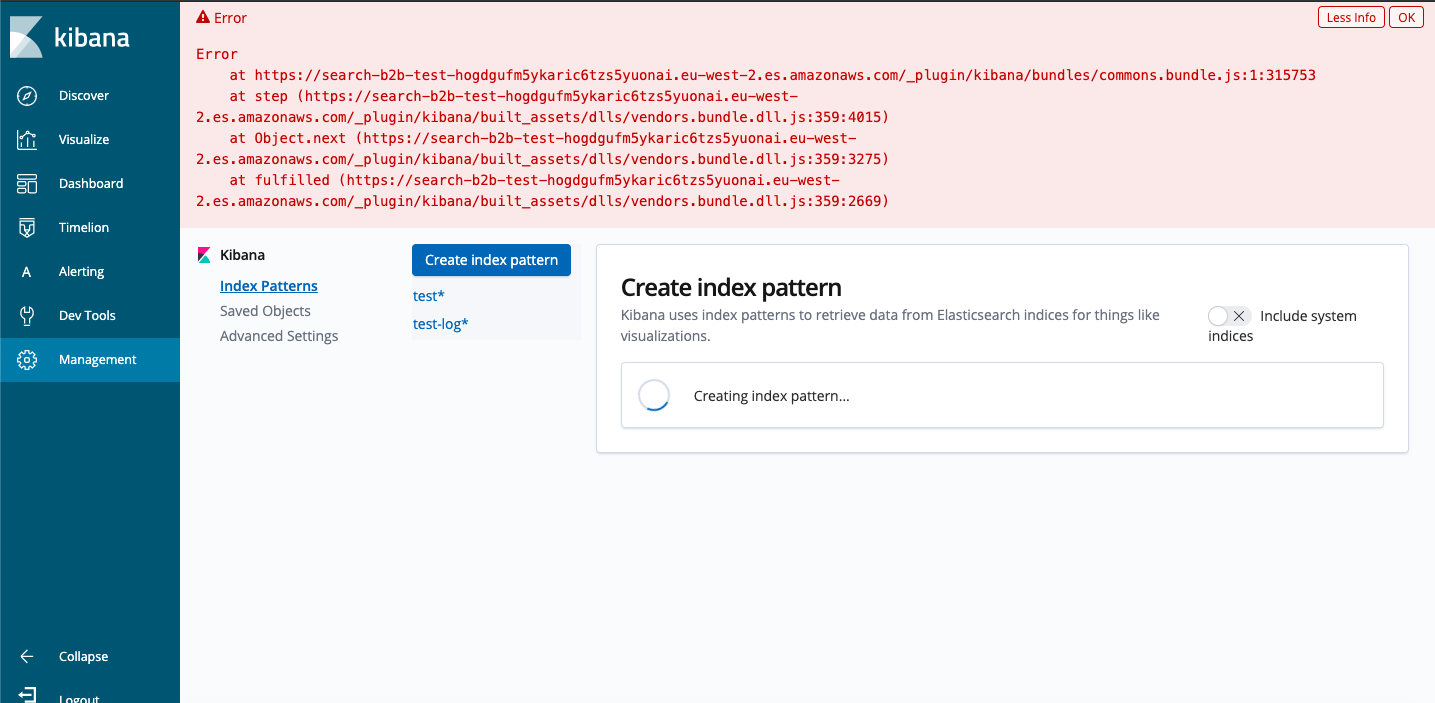 kibana
Discover
Visualize
Dashboard
Timelion
A Alerting
Dev Tools
Management
Collapse
Logout
Error
Less Info
OK
Error
at https://search-b2b-test-hogdgufm5ykaric6tzs5yuonai.eu-west-2.es.amazonaws.com/_plugin/kibana/bundles/commons.bundle.js:1:315753
at step (https://search-b2b-test-hogdgufm5ykaric6tzs5yuonai.eu-west-
2.es.amazonaws.com/_plugin/kibana/built_assets/dlls/vendors.bundle.dll.js:359:4015)
at Object.next (https://search-b2b-test-hogdgufm5ykaric6tzs5yuonai.eu-west-
2.es.amazonaws.com/_plugin/kibana/built_assets/dlls/vendors.bundle.dll.js:359:3275)
at fulfilled (https://search-b2b-test-hogdgufm5ykaric6tzs5yuonai.eu-west-
2.es.amazonaws.com/_plugin/kibana/built_assets/dlls/vendors.bundle.dll.js:359:2669)
Kibana
Index Patterns
Saved Objects
Advanced Settings
Create index pattern
test*
test-log*
Create index pattern
Kibana uses index patterns to retrieve data from Elasticsearch indices for things like
visualizations.
Include system
indices
Creating index pattern...